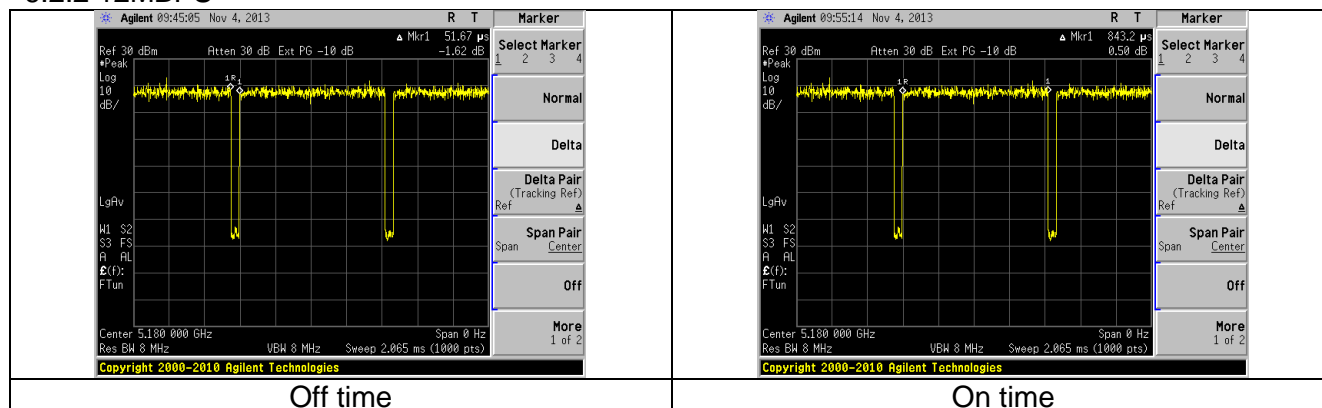 Agilent 09:45:05 Nov 4, 2013 R T Marker
Δ Mkr1 51.67 µs
Ref 30 dBm Atten 30 dB Ext PG -10 dB -1.62 dB
#Peak
Log
10
dB/
1R 1
LgAv
W1 S2
S3 FS
A AL
£(f):
FTun
Center 5.180 000 GHz Span 0 Hz
Res BW 8 MHz VBW 8 MHz Sweep 2.065 ms (1000 pts)
Copyright 2000-2010 Agilent Technologies
Select Marker
1 2 3 4
Normal
Delta
Delta Pair
(Tracking Ref)
Ref Δ
Span Pair
Span Center
Off
More
1 of 2
Off time
Agilent 09:55:14 Nov 4, 2013 R T Marker
Δ Mkr1 843.2 µs
Ref 30 dBm Atten 30 dB Ext PG -10 dB 0.50 dB
#Peak
Log
10
dB/
1R 1
LgAv
W1 S2
S3 FS
A AL
£(f):
FTun
Center 5.180 000 GHz Span 0 Hz
Res BW 8 MHz VBW 8 MHz Sweep 2.065 ms (1000 pts)
Copyright 2000-2010 Agilent Technologies
Select Marker
1 2 3 4
Normal
Delta
Delta Pair
(Tracking Ref)
Ref Δ
Span Pair
Span Center
Off
More
1 of 2
On time